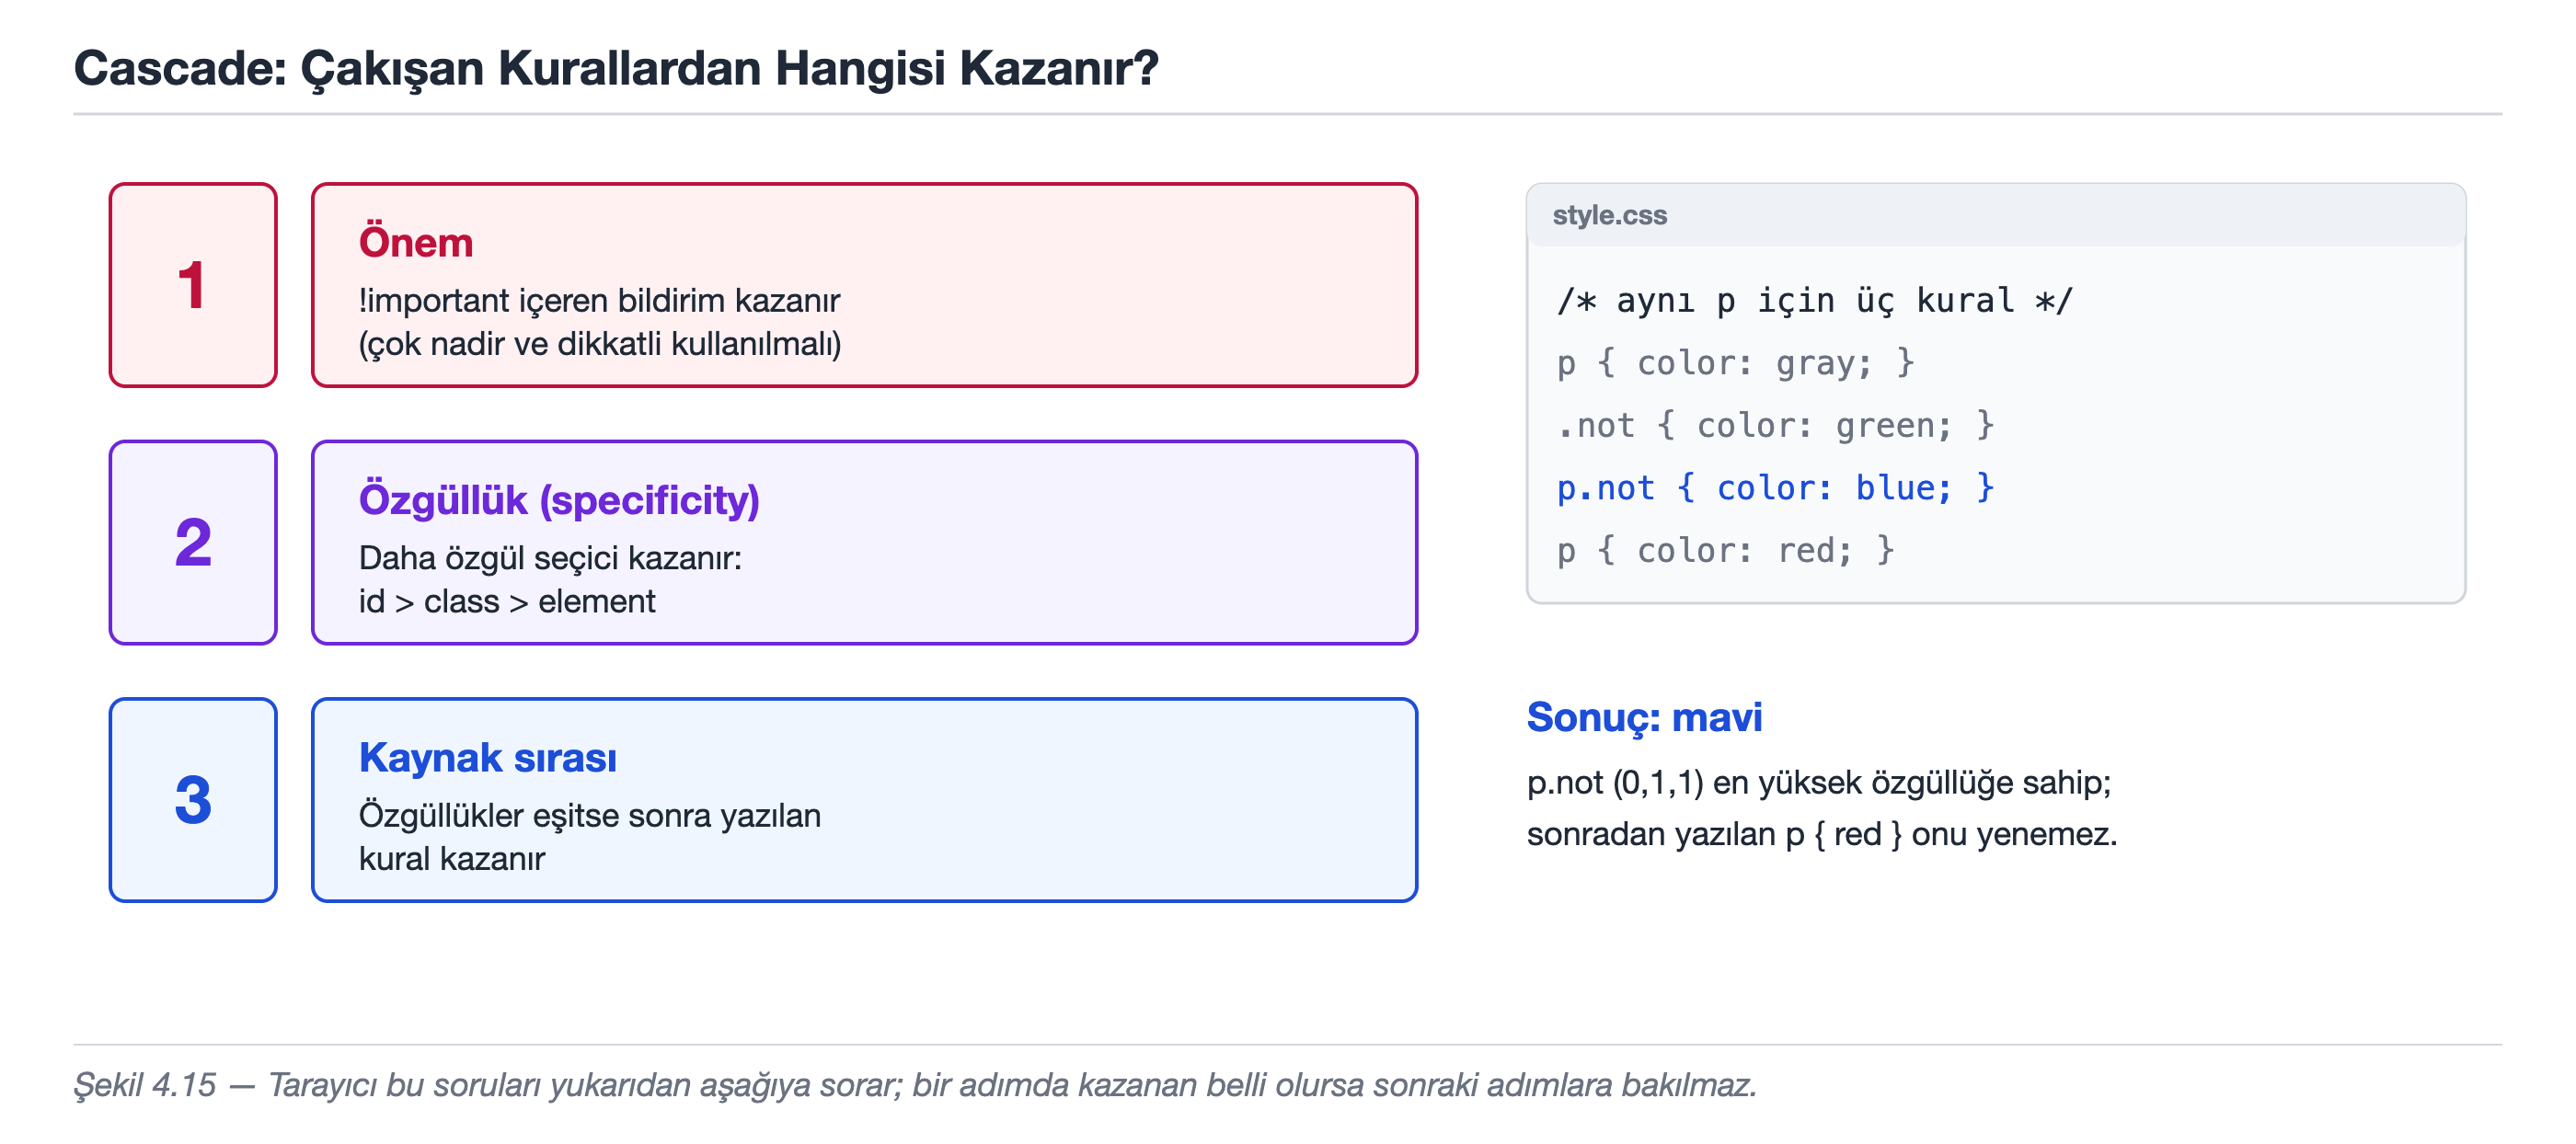 Cascade: Çakışan Kurallardan Hangisi Kazanır?
1
Önem
!important içeren bildirim kazanır
(çok nadir ve dikkatli kullanılmalı)
2
Özgüllük (specificity)
Daha özgül seçici kazanır:
id > class > element
3
Kaynak sırası
Özgüllükler eşitse sonra yazılan
kural kazanır
style.css
/* aynı p için üç kural */
p { color: gray; }
.not { color: green; }
p.not { color: blue; }
p { color: red; }
Sonuç: mavi
p.not (0,1,1) en yüksek özgüllüğe sahip;
sonradan yazılan p { red } onu yenemez.
Şekil 4.15 — Tarayıcı bu soruları yukarıdan aşağıya sorar; bir adımda kazanan belli olursa sonraki adımlara bakılmaz.